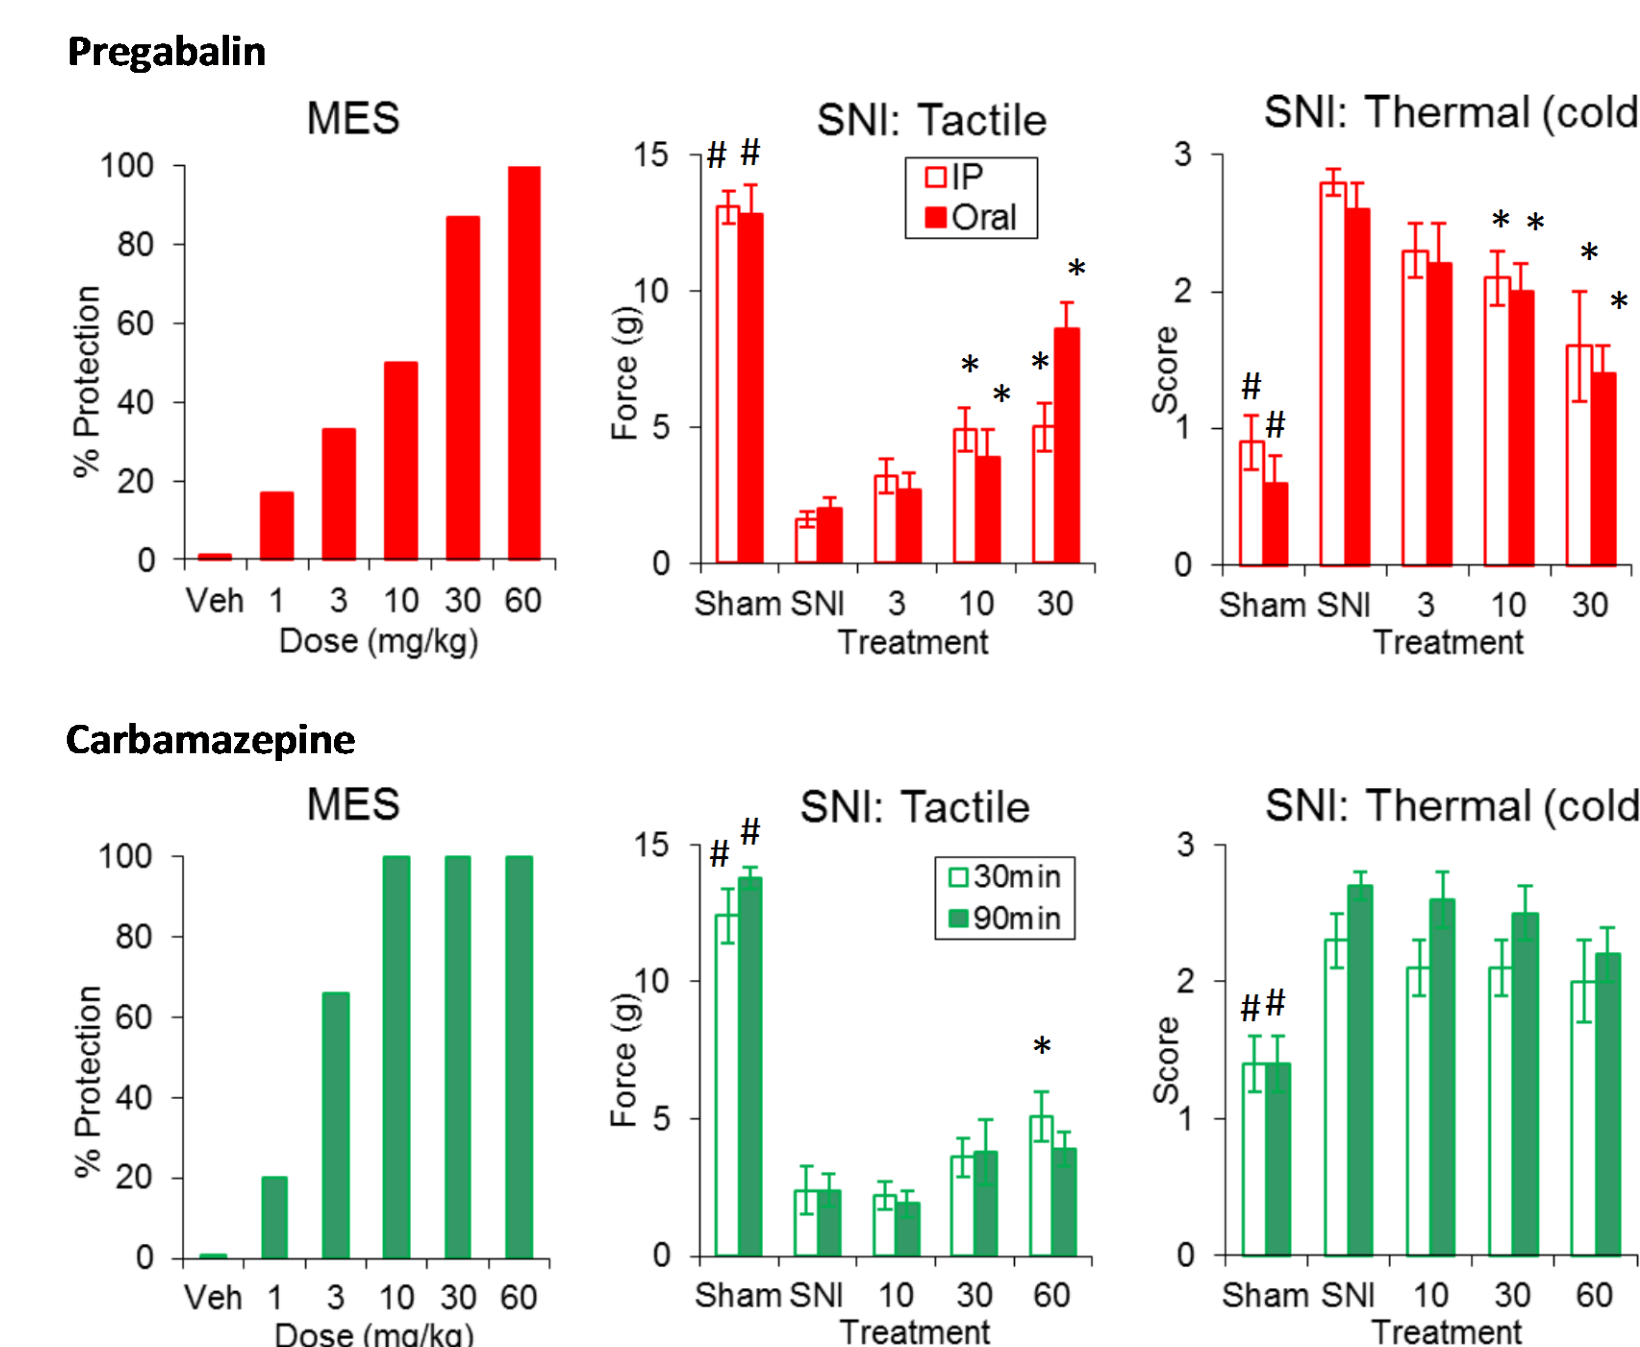 Pregabalin
MES
100
80
60
40
20
0
% Protection
Veh 1 3 10 30 60
Dose (mg/kg)
SNI: Tactile
# #
15
10
5
0
Force (g)
IP
Oral
* * * *
Sham SNI 3 10 30
Treatment
SNI: Thermal (cold
3
2
1
0
Score
# # * * * *
Sham SNI 3 10 30
Treatment
Carbamazepine
MES
100
80
60
40
20
0
% Protection
Veh 1 3 10 30 60
Dose (mg/kg)
SNI: Tactile
# #
15
10
5
0
Force (g)
30min
90min
*
Sham SNI 10 30 60
Treatment
SNI: Thermal (cold
3
2
1
0
Score
# #
Sham SNI 10 30 60
Treatment